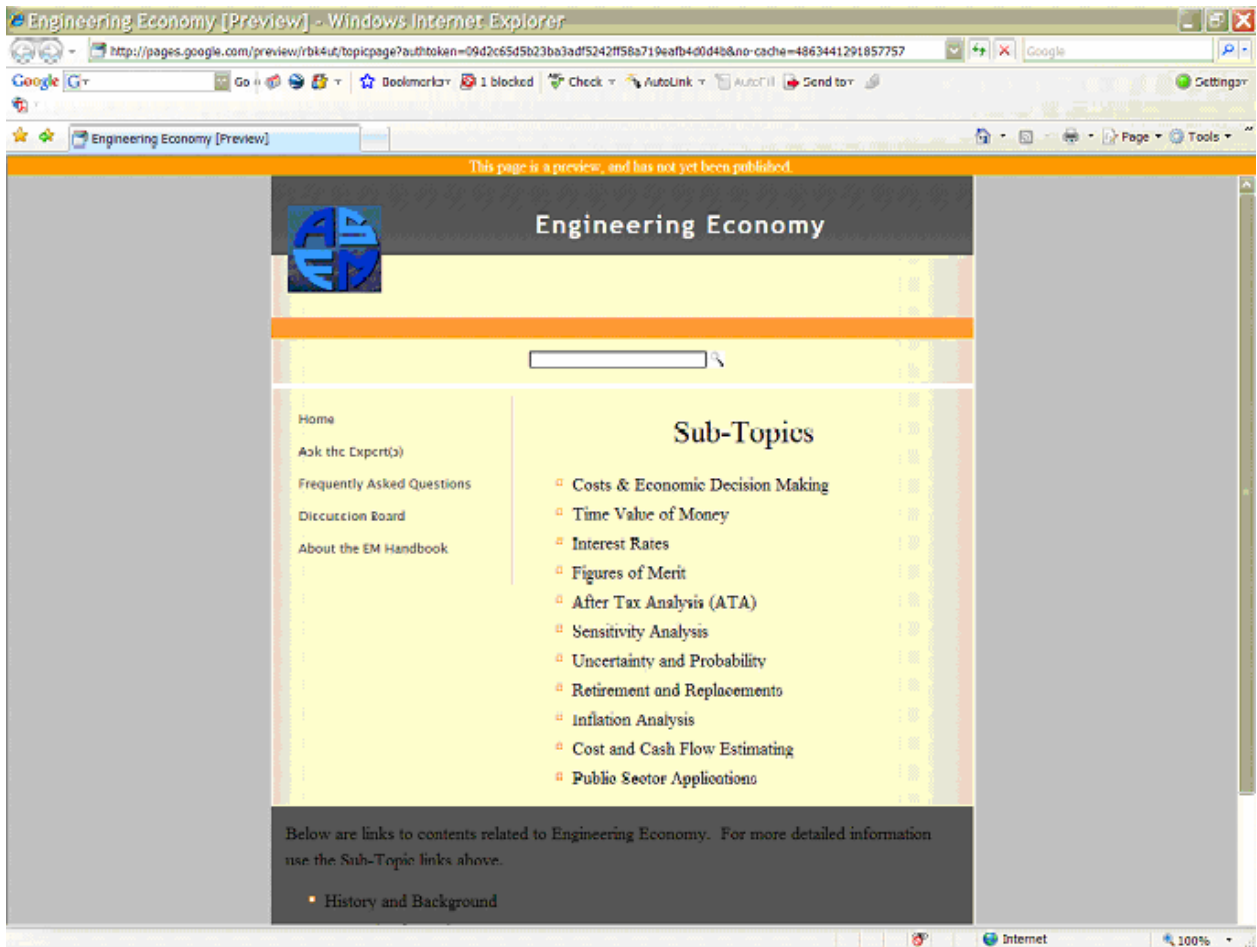 Engineering Economy [Preview] - Windows Internet Explorer
http://pages.google.com/preview/rbk4ut/topicpage?authtoken=09d2c65d5b23ba3adf5242ff58a719eafb4d0d4b&no-cache=4863441291857757
Google
Google G Go Bookmarks 1 blocked Check AutoLink AutoFill Send to Settings
Engineering Economy [Preview] Page Tools
This page is a preview, and has not yet been published.
ASEM
Engineering Economy
Home
Ask the Expert(s)
Frequently Asked Questions
Discussion Board
About the EM Handbook
Sub-Topics
Costs & Economic Decision Making
Time Value of Money
Interest Rates
Figures of Merit
After Tax Analysis (ATA)
Sensitivity Analysis
Uncertainty and Probability
Retirement and Replacements
Inflation Analysis
Cost and Cash Flow Estimating
Public Sector Applications
Below are links to contents related to Engineering Economy. For more detailed information
use the Sub-Topic links above.
History and Background
Internet 100%